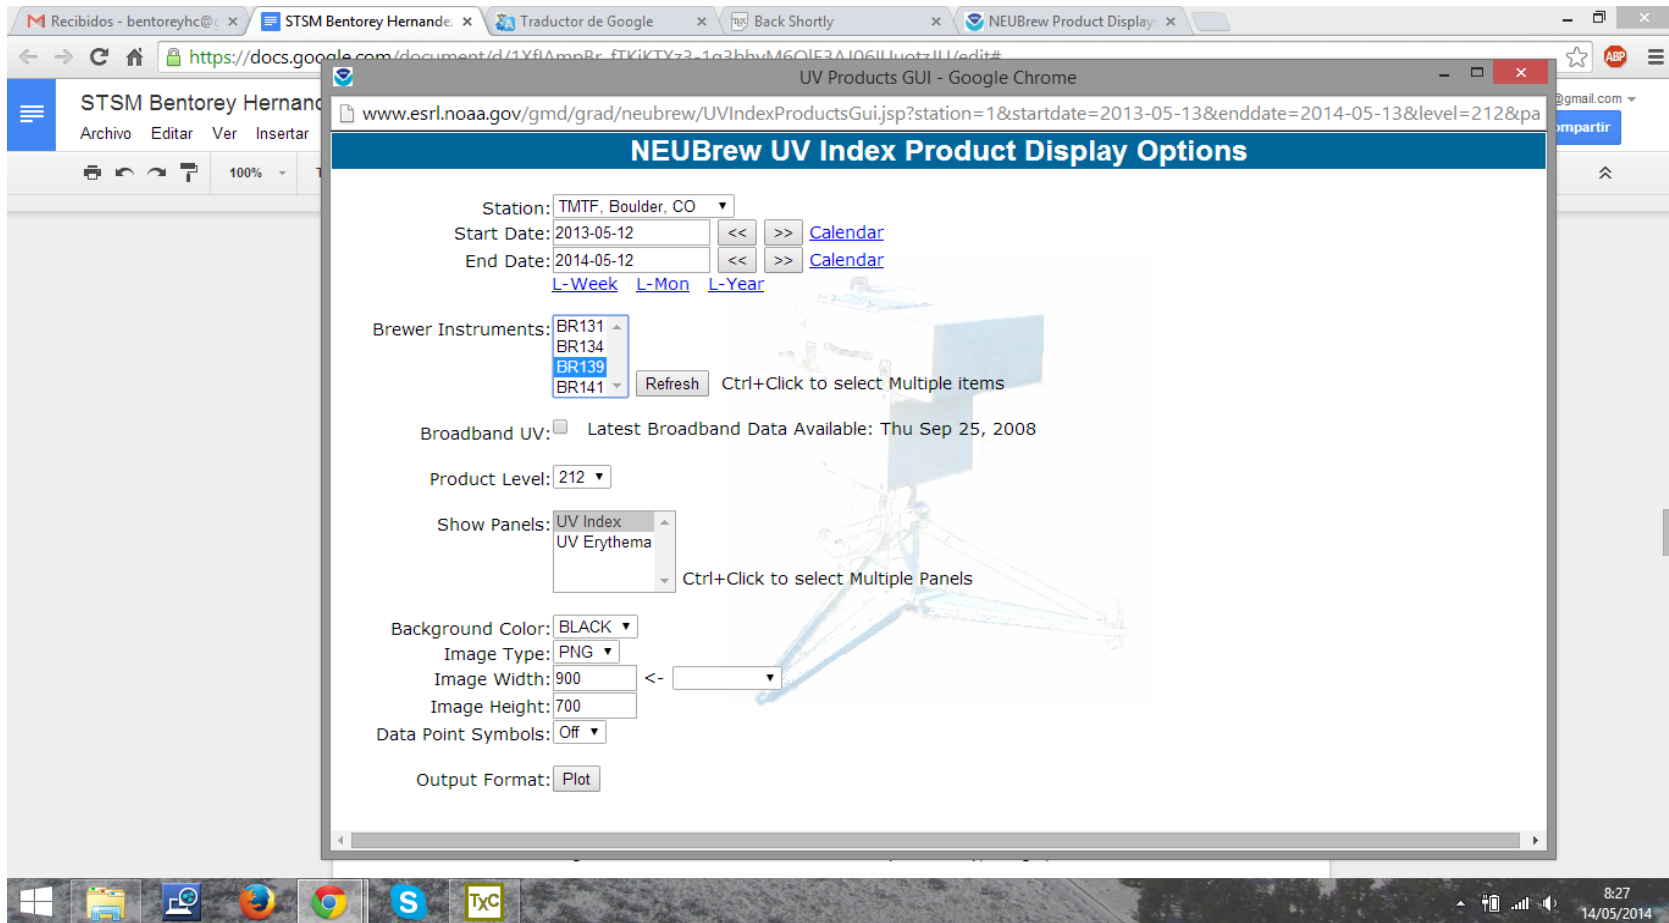 Recibidos - bentoreyhc@g
STSM Bentorey Hernande
Traductor de Google
Back Shortly
NEUBrew Product Display
ABP
STSM Bentorey Hernand
Archivo Editar Ver Insertar
100%
@gmail.com
ompartir
UV Products GUI - Google Chrome
www.esrl.noaa.gov/gmd/grad/neubrew/UVIndexProductsGui.jsp?station=1&startdate=2013-05-13&enddate=2014-05-13&level=212&pa
NEUBrew UV Index Product Display Options
Station: TMTF, Boulder, CO
Start Date: 2013-05-12 << >> Calendar
End Date: 2014-05-12 << >> Calendar
L-Week L-Mon L-Year
Brewer Instruments: BR131
BR134
BR139
BR141 Refresh Ctrl+Click to select Multiple items
Broadband UV: Latest Broadband Data Available: Thu Sep 25, 2008
Product Level: 212
Show Panels: UV Index
UV Erythema
Ctrl+Click to select Multiple Panels
Background Color: BLACK
Image Type: PNG
Image Width: 900 <-
Image Height: 700
Data Point Symbols: Off
Output Format: Plot
TxC
8:27
14/05/2014